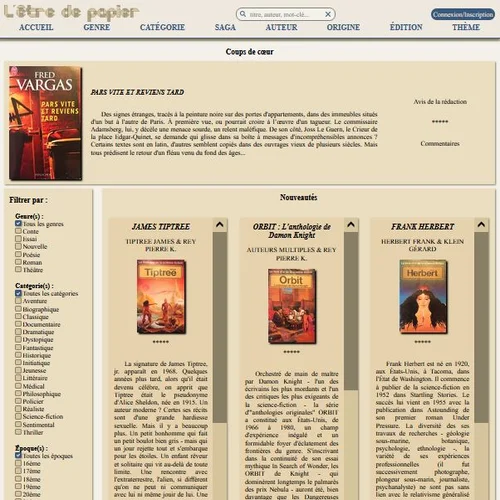 L'être de papier
titre, auteur, mot-clé...
Connexion/Inscription
ACCUEIL GENRE CATÉGORIE SAGA AUTEUR ORIGINE ÉDITION THÈME
Coups de cœur
FRED
VARGAS
PARS VITE ET
REVIENS
TARD
PARS VITE ET REVIENS TARD
Des signes étranges, tracés à la peinture noire sur des portes d'appartements, dans des immeubles situés
d'un but à l'autre de Paris. À première vue, on pourrait croire à l'œuvre d'un tagueur. Le commissaire
Adamsberg, lui, y décèle une menace sourde, un relent maléfique. De son côté, Joss Le Guern, le Crieur de
la place Edgar-Quinet, se demande qui glisse dans sa boîte à messages d'incompréhensibles annonces ?
Certains textes sont en latin, d'autres semblent copiés dans des ouvrages vieux de plusieurs siècles. Mais
tous prédisent le retour d'un fléau venu du fond des âges...
Avis de la rédaction
*****
Commentaires
Filtrer par :
Genre(s) :
Tous les genres
Conte
Essai
Nouvelle
Poésie
Roman
Théâtre
Catégorie(s) :
Toutes les catégories
Aventure
Biographique
Classique
Documentaire
Dramatique
Dystopique
Fantastique
Historique
Initiatique
Jeunesse
Littéraire
Médical
Philosophique
Policier
Réaliste
Science-fiction
Sentimental
Thriller
Époque(s) :
Toutes les époques
16ème
17ème
18ème
19ème
20ème
Nouveautés
JAMES TIPTREE
TIPTREE JAMES & REY
PIERRE K.
Tiptree
*****
La signature de James Tiptree,
jr. apparaît en 1968. Quelques
années plus tard, alors qu'il était
devenu célèbre, on apprit que
Tiptree était le pseudonyme
d'Alice Sheldon, née en 1915. Un
auteur moderne ? Certes ses récits
sont d'une grande hardiesse
sexuelle. Mais il y a beaucoup
plus. Un petit bonhomme qui fait
un petit boulot bien gris - mais qui
un jour rejette tout et s'embarque
pour les étoiles. Un enfant rêveur
et solitaire qui va au-delà de toute
limite. Une rencontre avec
l'extraterrestre, l'alien, si différent
qu'on ne peut ni communiquer
avec lui ni même jouir de lui. Une
ORBIT : L'anthologie de
Damon Knight
AUTEURS MULTIPLES & REY
PIERRE K.
Orbit
*****
Orchestré de main de maître
par Damon Knight - l'un des
écrivains les plus mordants et l'un
des critiques les plus exigeants de
la science-fiction - la série
d'"anthologies originales" ORBIT
a constitué aux États-Unis, de
1966 à 1980, un champ
d'expérience inégalé et un
formidable foyer d'éclatement des
frontières du genre. S'inscrivant
dans la continuité de son essai
mythique In Search of Wonder, les
ORBIT de Knight - qui
dominèrent longtemps le palmarès
des prix Nebula - auront été, bien
davantage que les Dangereuses
FRANK HERBERT
HERBERT FRANK & KLEIN
GÉRARD
Herbert
*****
Frank Herbert est né en 1920,
aux États-Unis, à Tacoma, dans
l'État de Washington. Il commence
à publier de la science-fiction en
1952 dans Startling Stories. Le
succès lui vient en 1955 avec la
publication dans Astounding de
son premier roman Under
Pressure. La diversité des ses
travaux de recherches - géologie
sous-marine, botanique,
psychologie, ethnologie -, la
variété de ses expériences
professionnelles (il fut
successivement photographe,
plongeur sous-marin, journaliste,
psychanalyste) ne sont pas sans
lien avec le relativisme généralisé